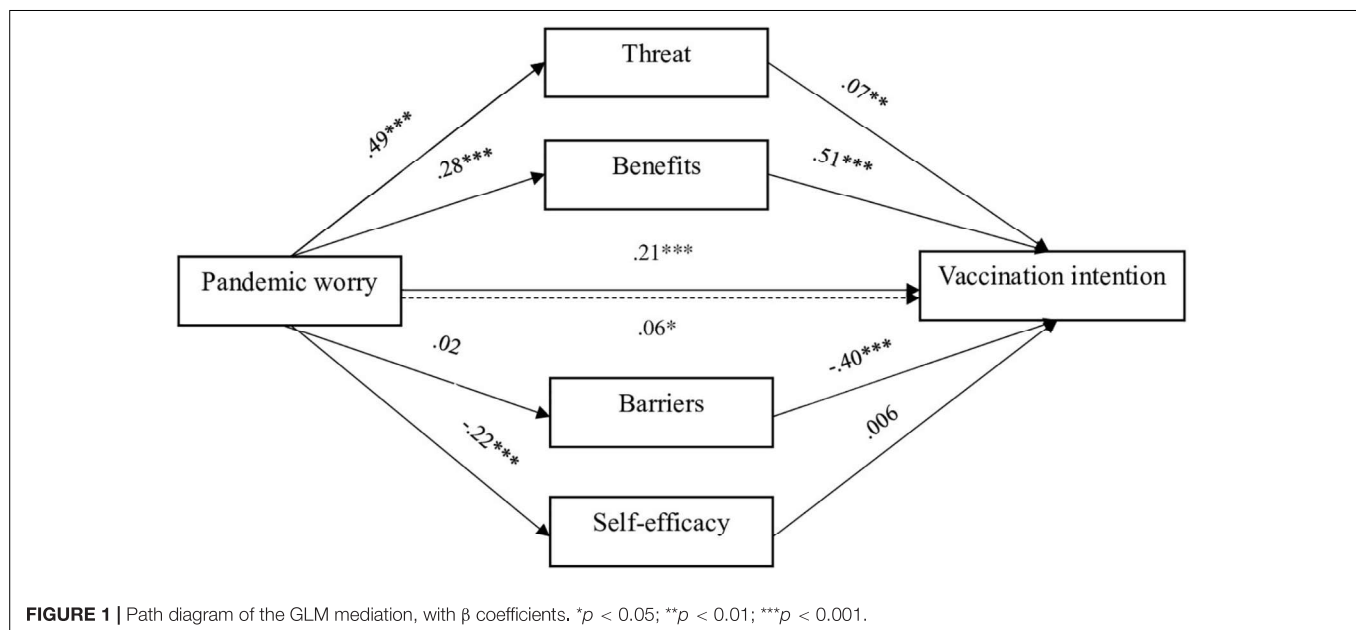 Threat
.07**
.49***
Benefits
.28***
.51***
.21***
Pandemic worry
Vaccination intention
.06*
.02
-.40***
Barriers
-.22***
.006
Self-efficacy
FIGURE 1 | Path diagram of the GLM mediation, with β coefficients. *p < 0.05; **p < 0.01; ***p < 0.001.